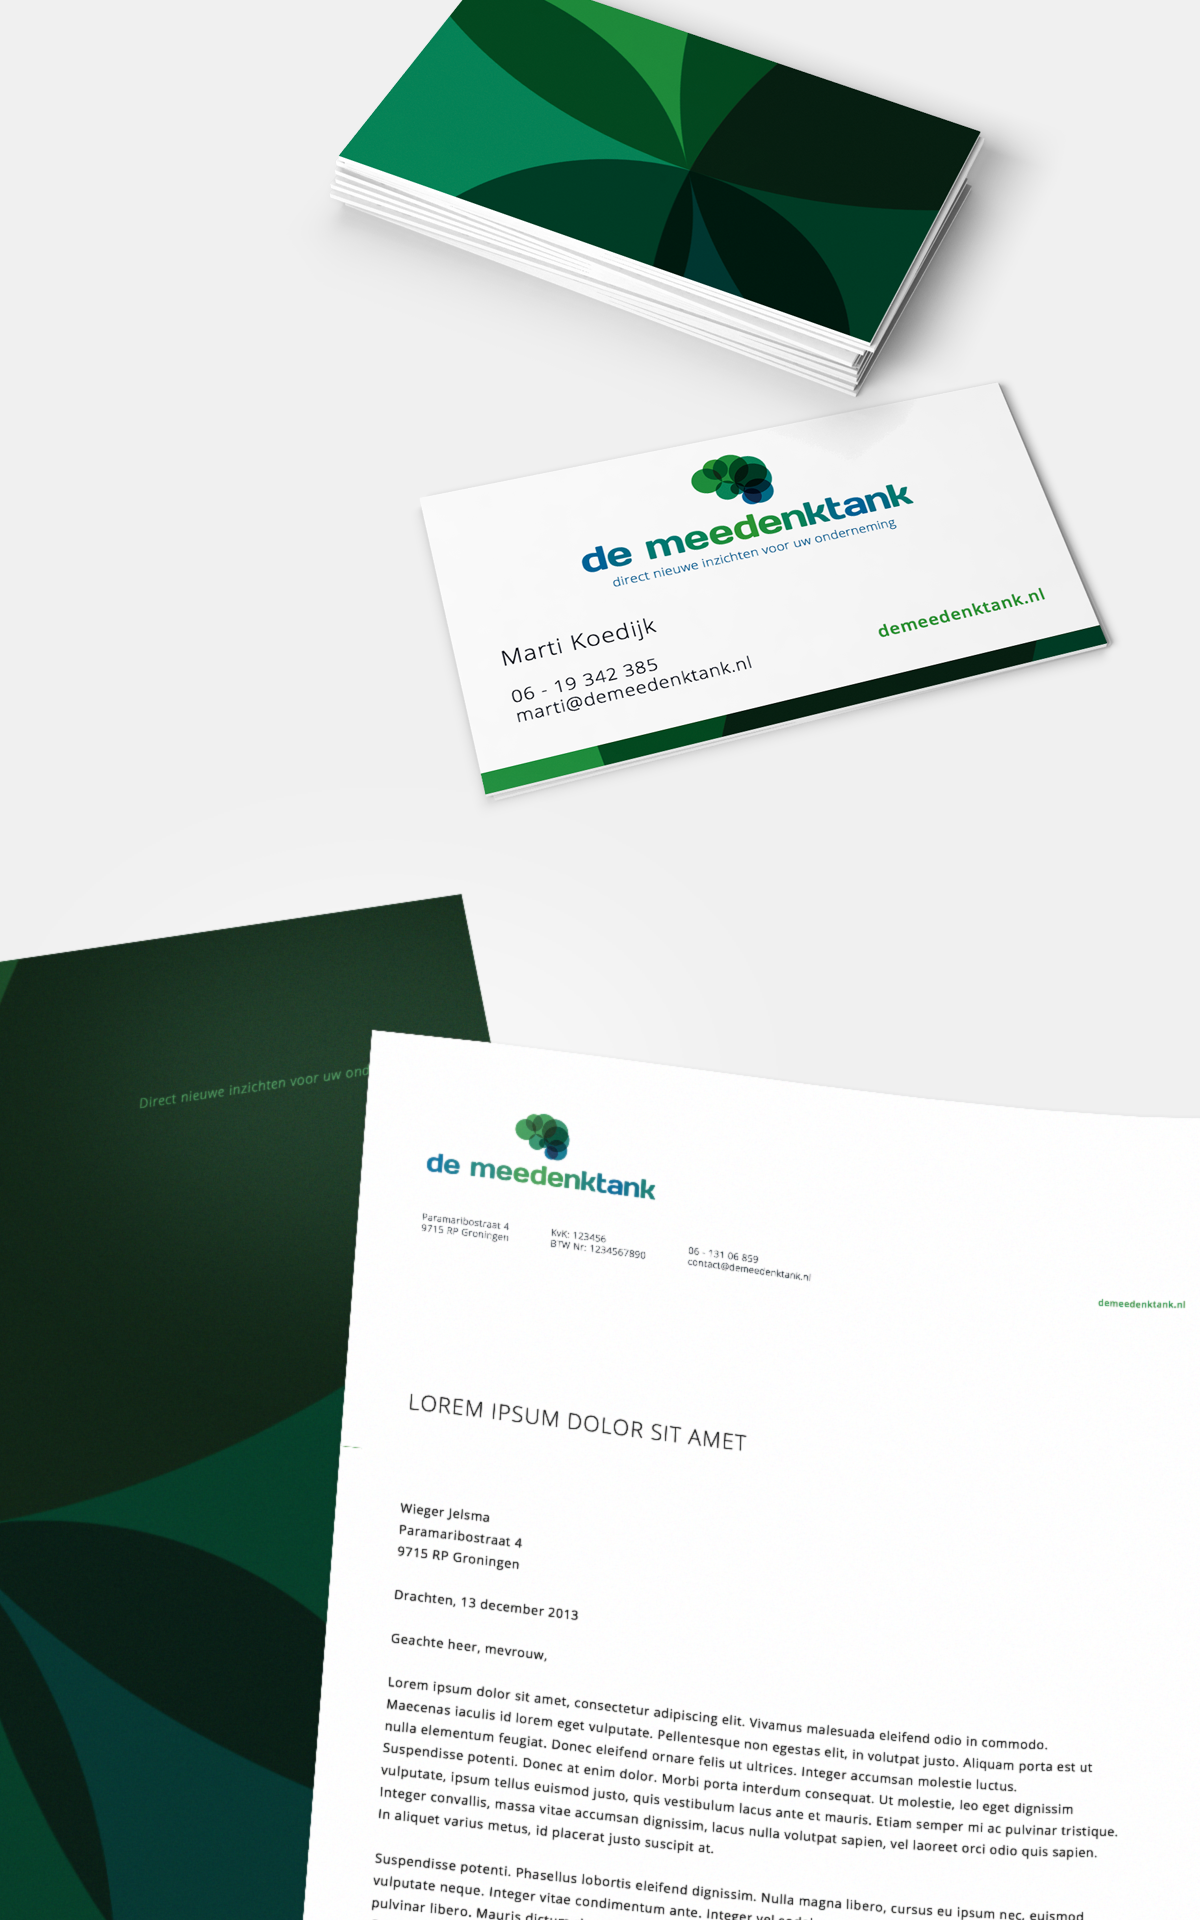 de meedenktank
direct nieuwe inzichten voor uw onderneming
demeedenktank.nl
Marti Koedijk
06 - 19 342 385
marti@demeedenktank.nl
Direct nieuwe inzichten voor uw ond
de meedenktank
Paramaribostraat 4
9715 RP Groningen
KvK: 123456
BTW Nr: 1234567890
06 - 131 06 859
contact@demeedenktank.nl
demeedenktank.nl
LOREM IPSUM DOLOR SIT AMET
Wieger Jelsma
Paramaribostraat 4
9715 RP Groningen
Drachten, 13 december 2013
Geachte heer, mevrouw,
Lorem ipsum dolor sit amet, consectetur adipiscing elit. Vivamus malesuada eleifend odio in commodo.
Maecenas iaculis id lorem eget vulputate. Pellentesque non egestas elit, in volutpat justo. Aliquam porta est ut
nulla elementum feugiat. Donec eleifend ornare felis ut ultrices. Integer accumsan molestie luctus.
Suspendisse potenti. Donec at enim dolor. Morbi porta interdum consequat. Ut molestie, leo eget dignissim
vulputate, ipsum tellus euismod justo, quis vestibulum lacus ante et mauris. Etiam semper mi ac pulvinar tristique.
Integer convallis, massa vitae accumsan dignissim, lacus nulla volutpat sapien, vel laoreet orci odio quis sapien.
In aliquet varius metus, id placerat justo suscipit at.
Suspendisse potenti. Phasellus lobortis eleifend dignissim. Nulla magna libero, cursus eu ipsum nec, euismod
vulputate neque. Integer vitae condimentum ante. Integer vel
pulvinar libero. Mauris